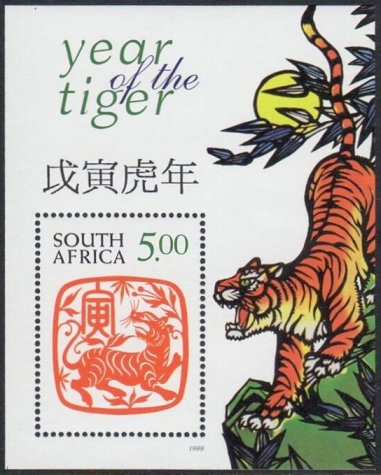 year
of the
tiger
戊寅虎年
SOUTH
AFRICA 5.00
寅
1998